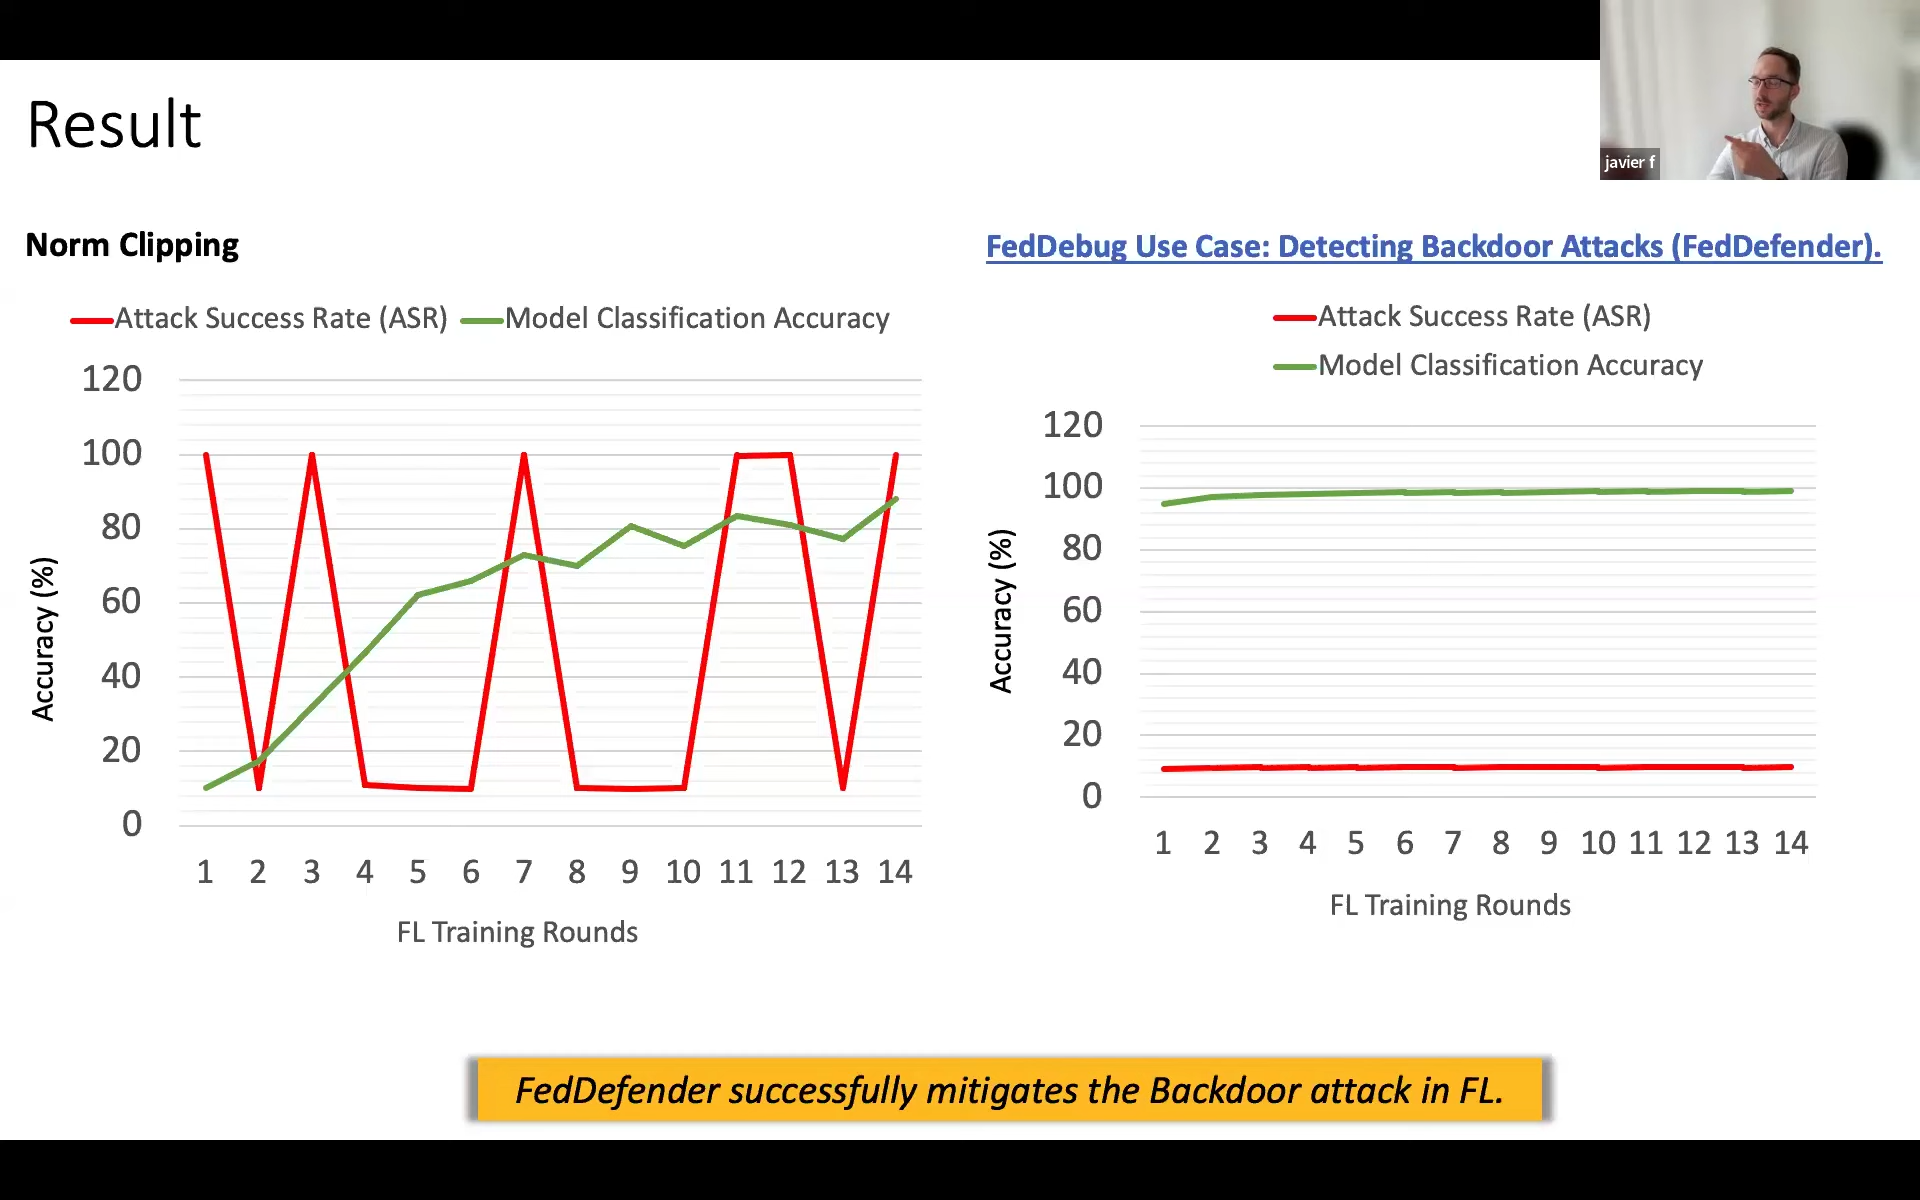 javier f
Result
Norm Clipping
Attack Success Rate (ASR) Model Classification Accuracy
120
100
80
60
40
20
0
Accuracy (%)
1 2 3 4 5 6 7 8 9 10 11 12 13 14
FL Training Rounds
FedDebug Use Case: Detecting Backdoor Attacks (FedDefender).
Attack Success Rate (ASR)
Model Classification Accuracy
120
100
80
60
40
20
0
Accuracy (%)
1 2 3 4 5 6 7 8 9 10 11 12 13 14
FL Training Rounds
FedDefender successfully mitigates the Backdoor attack in FL.